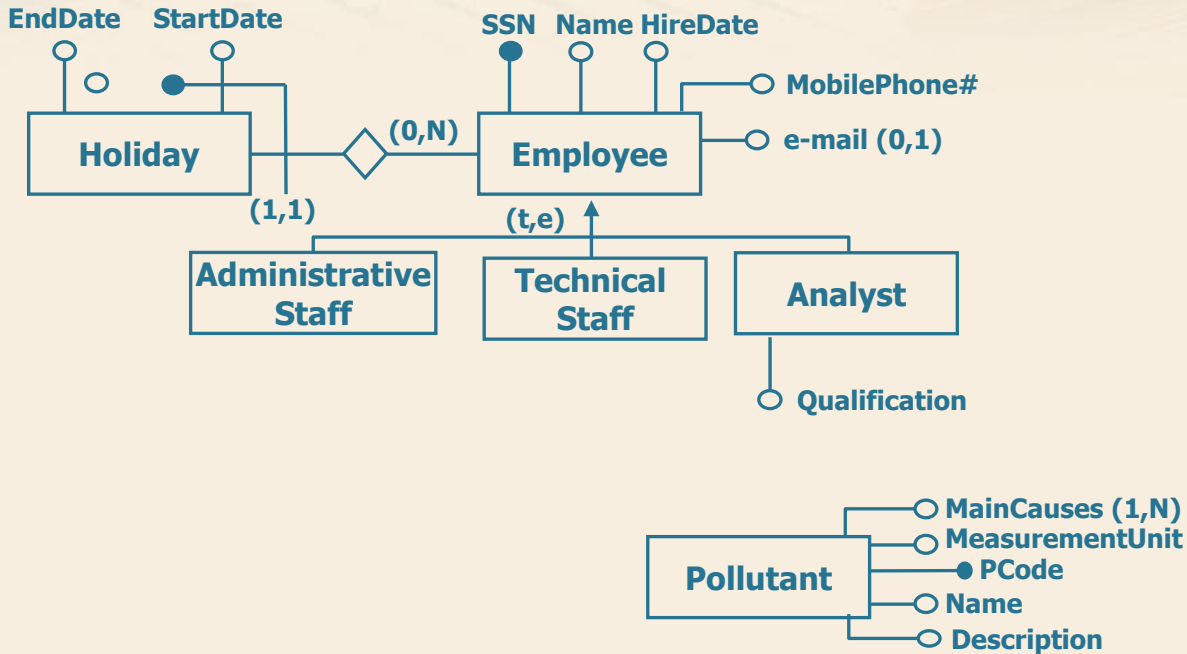 EndDate StartDate
SSN Name HireDate
MobilePhone#
e-mail (0,1)
Holiday
(0,N)
Employee
(1,1)
(t,e)
Administrative
Staff
Technical
Staff
Analyst
Qualification
MainCauses (1,N)
MeasurementUnit
PCode
Name
Description
Pollutant